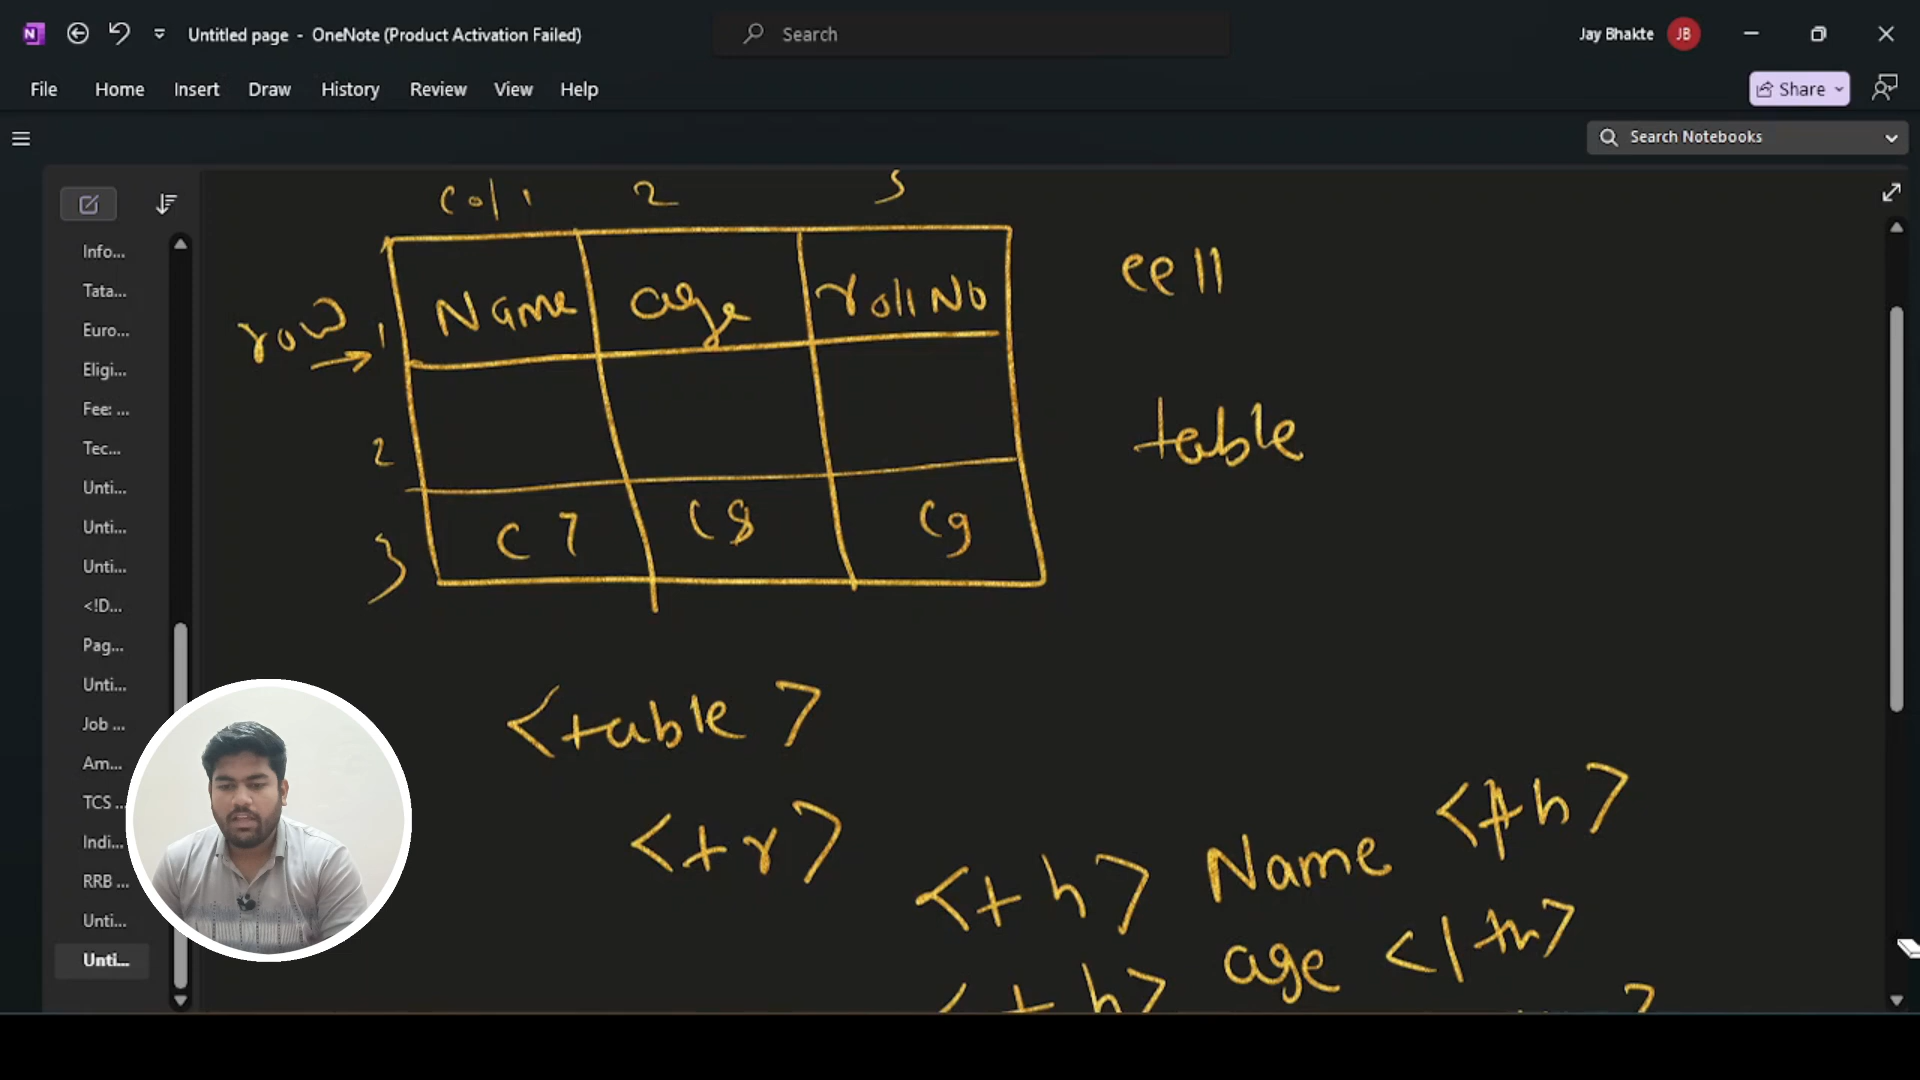 Untitled page - OneNote (Product Activation Failed)
Search
Jay Bhakte
JB
File Home Insert Draw History Review View Help
Share
Search Notebooks
Info...
Tata...
Euro...
Eligi...
Fee: ...
Tec...
Unti...
Unti...
Unti...
<!D...
Pag...
Unti...
Job ...
Am...
TCS ...
Indi...
RRB ...
Unti...
Unti...
col 1 2 3
row 1 Name age roll No
2
3 C7 C8 C9
cell
table
<table>
<tr>
<th> Name </th>
age </th>
<th>